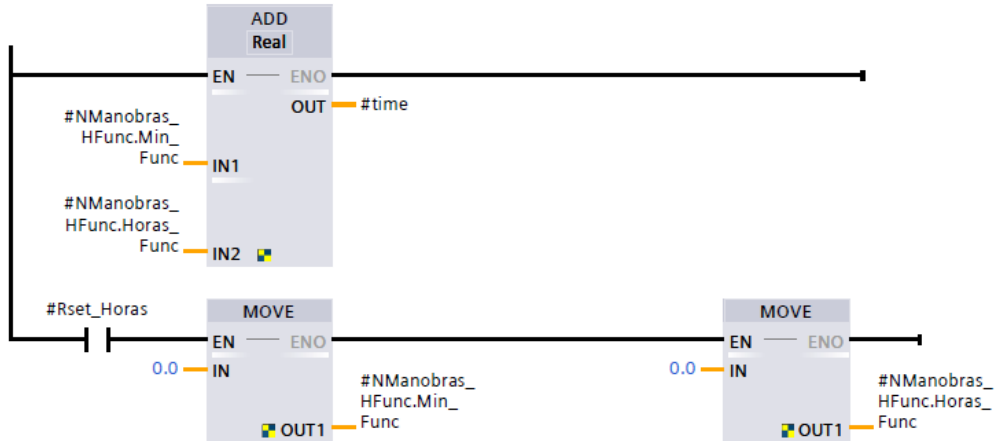 ADD
Real
EN
ENO
OUT
#time
#NManobras_
HFunc.Min_
Func
IN1
#NManobras_
HFunc.Horas_
Func
IN2
#Rset_Horas
MOVE
EN
ENO
0.0
IN
OUT1
#NManobras_
HFunc.Min_
Func
MOVE
EN
ENO
0.0
IN
OUT1
#NManobras_
HFunc.Horas_
Func